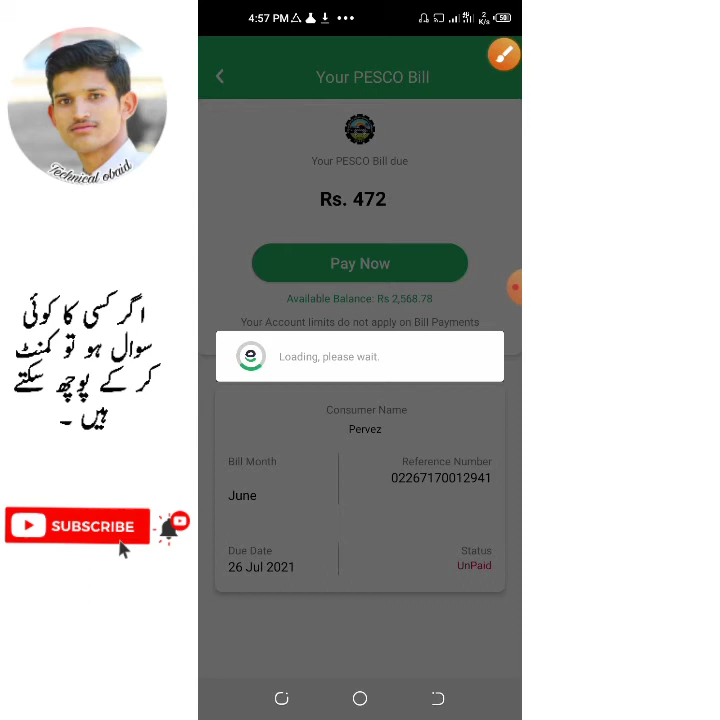 4:57 PM
2
K/s
50
Your PESCO Bill
Your PESCO Bill due
Rs. 472
Pay Now
Available Balance: Rs 2,568.78
Your Account limits do not apply on Bill Payments
Loading, please wait.
Consumer Name
Pervez
Bill Month
June
Reference Number
02267170012941
Due Date
26 Jul 2021
Status
UnPaid
Technical obaid
اگر کسی کا کوئی
سوال ہو تو کمنٹ
کر کے پوچھ سکتے
ہیں ۔
SUBSCRIBE